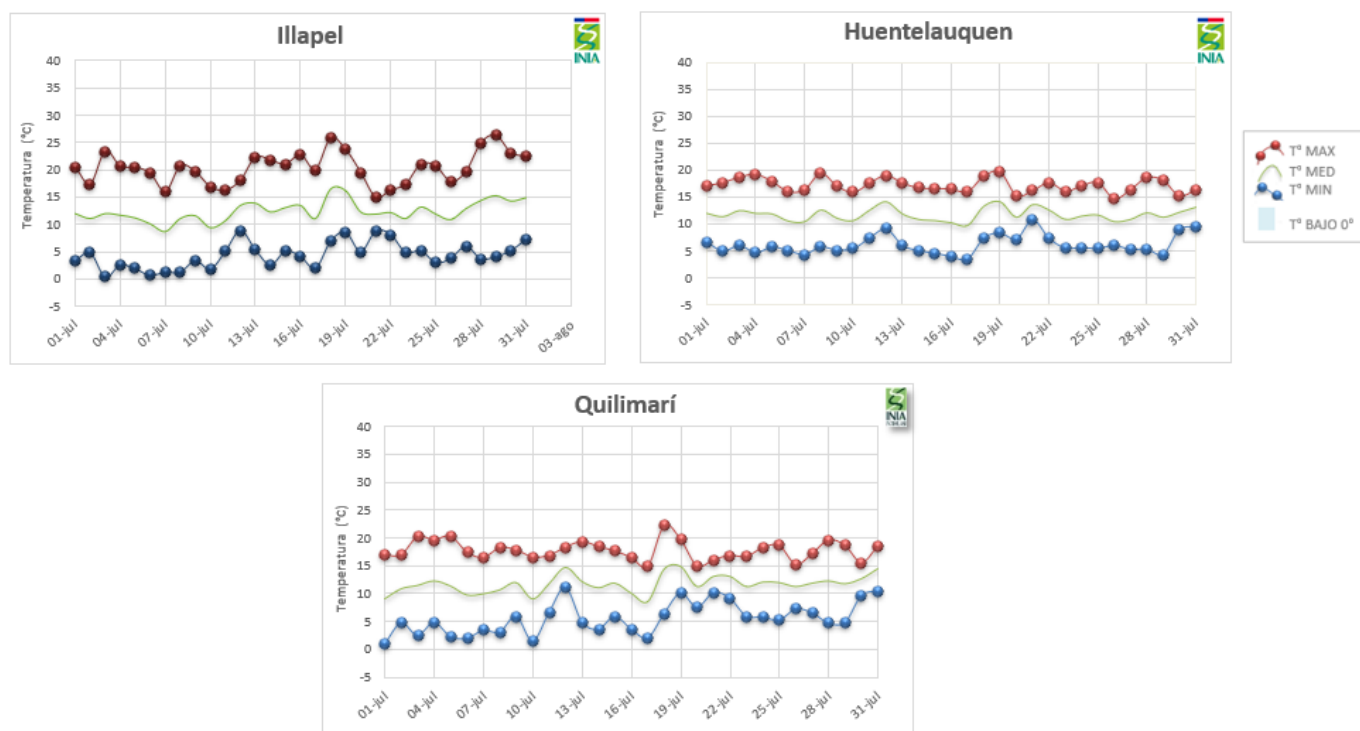 Illapel
INIA
Temperatura (°C)
40
35
30
25
20
15
10
5
0
-5
01-jul
04-jul
07-jul
10-jul
13-jul
16-jul
19-jul
22-jul
25-jul
28-jul
31-jul
03-ago
Huentelauquen
INIA
Temperatura (°C)
40
35
30
25
20
15
10
5
0
-5
01-jul
04-jul
07-jul
10-jul
13-jul
16-jul
19-jul
22-jul
25-jul
28-jul
31-jul
T° MAX
T° MED
T° MIN
T° BAJO 0°
Quilimarí
INIA
Temperatura (°C)
40
35
30
25
20
15
10
5
0
-5
01-jul
04-jul
07-jul
10-jul
13-jul
16-jul
19-jul
22-jul
25-jul
28-jul
31-jul